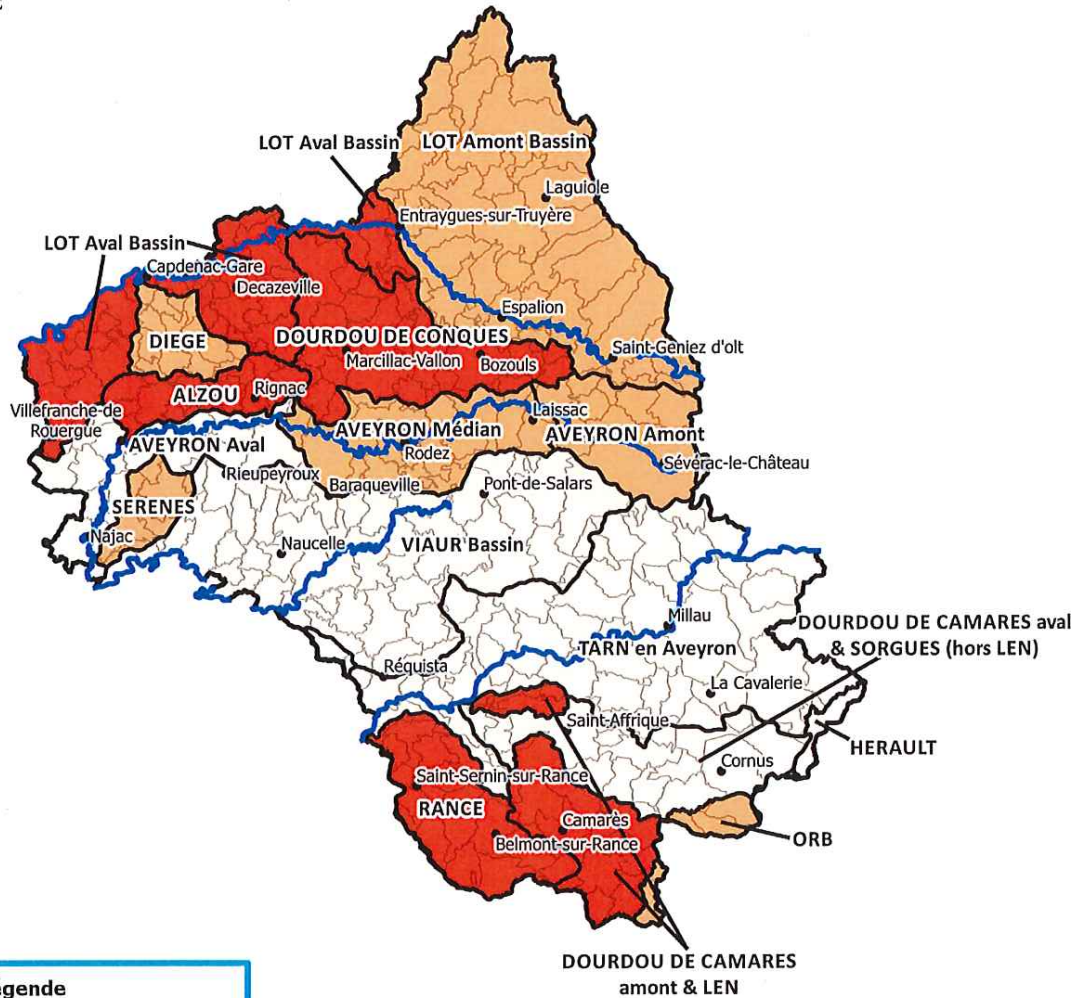 LOT Aval Bassin
LOT Amont Bassin
Laguiole
Entraygues-sur-Truyère
LOT Aval Bassin
Capdenac-Gare
Decazeville
Espalion
DIEGE
DOURDOU DE CONQUES
Saint-Geniez d'olt
Marcillac-Vallon
Bozouls
ALZOU
Rignac
Villefranche-de
Rouergue
Laissac
AVEYRON Médian
AVEYRON Amont
AVEYRON Aval
Rodez
Sévérac-le-Château
Rieupeyroux
Baraqueville
Pont-de-Salars
SERENES
Najac
Naucelle
VIAUR Bassin
Millau
DOURDOU DE CAMARES aval
& SORGUES (hors LEN)
TARN en Aveyron
Réquista
La Cavalerie
Saint-Affrique
HERAULT
Cornus
Saint-Sernin-sur-Rance
RANCE
Camarès
Belmont-sur-Rance
ORB
DOURDOU DE CAMARES
amont & LEN